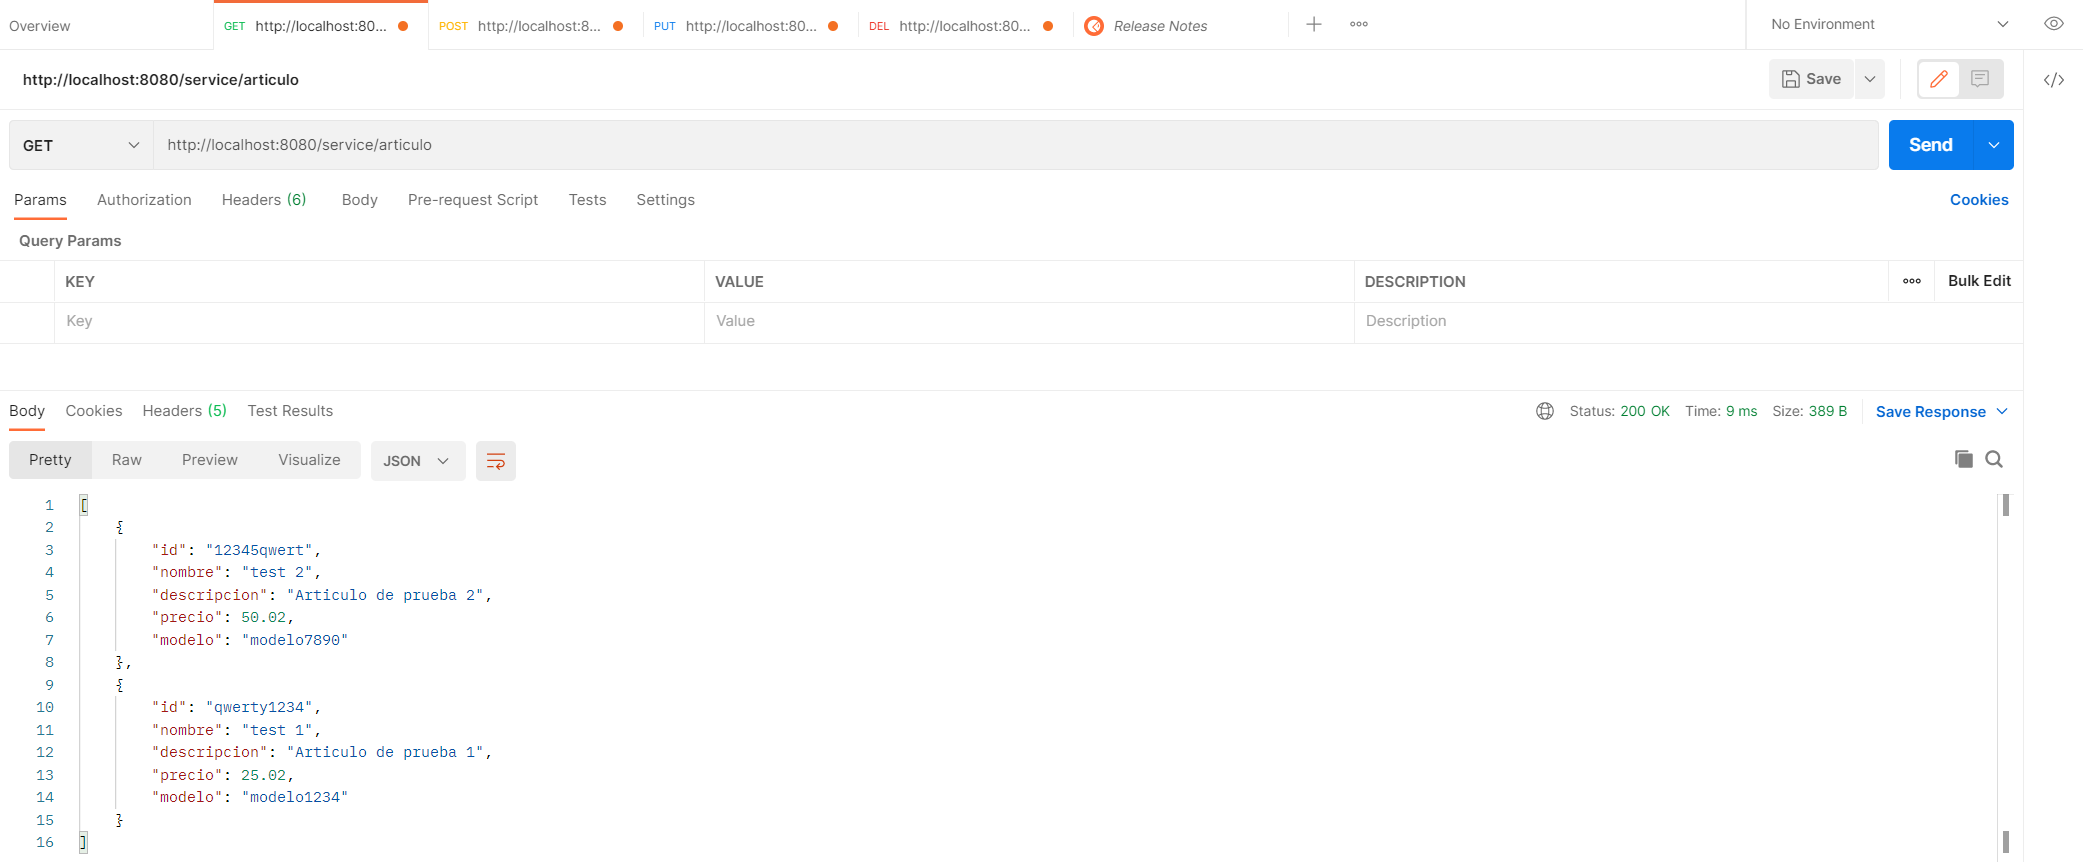 Overview
GET http://localhost:80...
POST http://localhost:8...
PUT http://localhost:80...
DEL http://localhost:80...
Release Notes
No Environment
http://localhost:8080/service/articulo
Save
GET http://localhost:8080/service/articulo
Send
Params Authorization Headers (6) Body Pre-request Script Tests Settings Cookies
Query Params
KEY VALUE DESCRIPTION Bulk Edit
Key Value Description
Body Cookies Headers (5) Test Results Status: 200 OK Time: 9 ms Size: 389 B Save Response
Pretty Raw Preview Visualize JSON
1 [
2 {
3 "id": "12345qwert",
4 "nombre": "test 2",
5 "descripcion": "Articulo de prueba 2",
6 "precio": 50.02,
7 "modelo": "modelo7890"
8 },
9 {
10 "id": "qwerty1234",
11 "nombre": "test 1",
12 "descripcion": "Articulo de prueba 1",
13 "precio": 25.02,
14 "modelo": "modelo1234"
15 }
16 ]